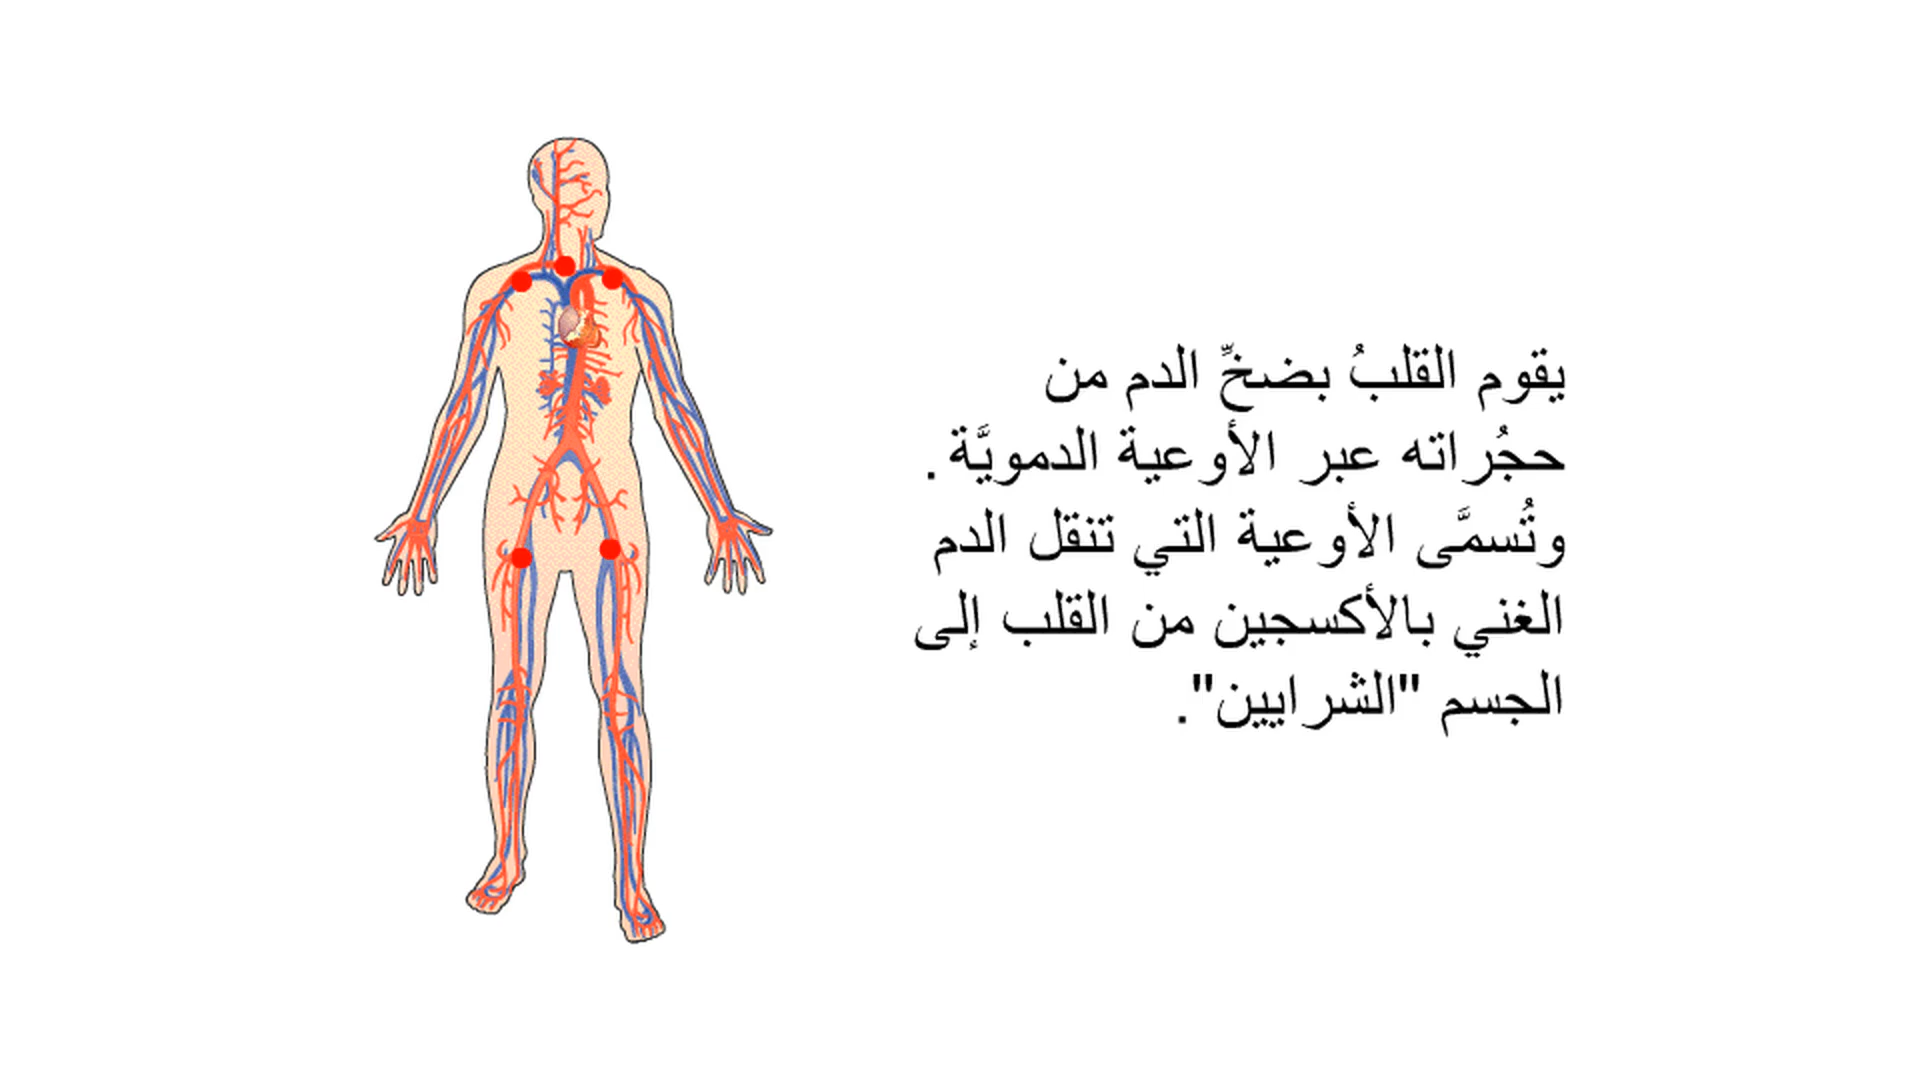 يقوم القلبُ بضخِّ الدم من
حجُراته عبر الأوعية الدمويَّة.
وتُسمَّى الأوعية التي تنقل الدم
الغني بالأكسجين من القلب إلى
الجسم "الشرايين".